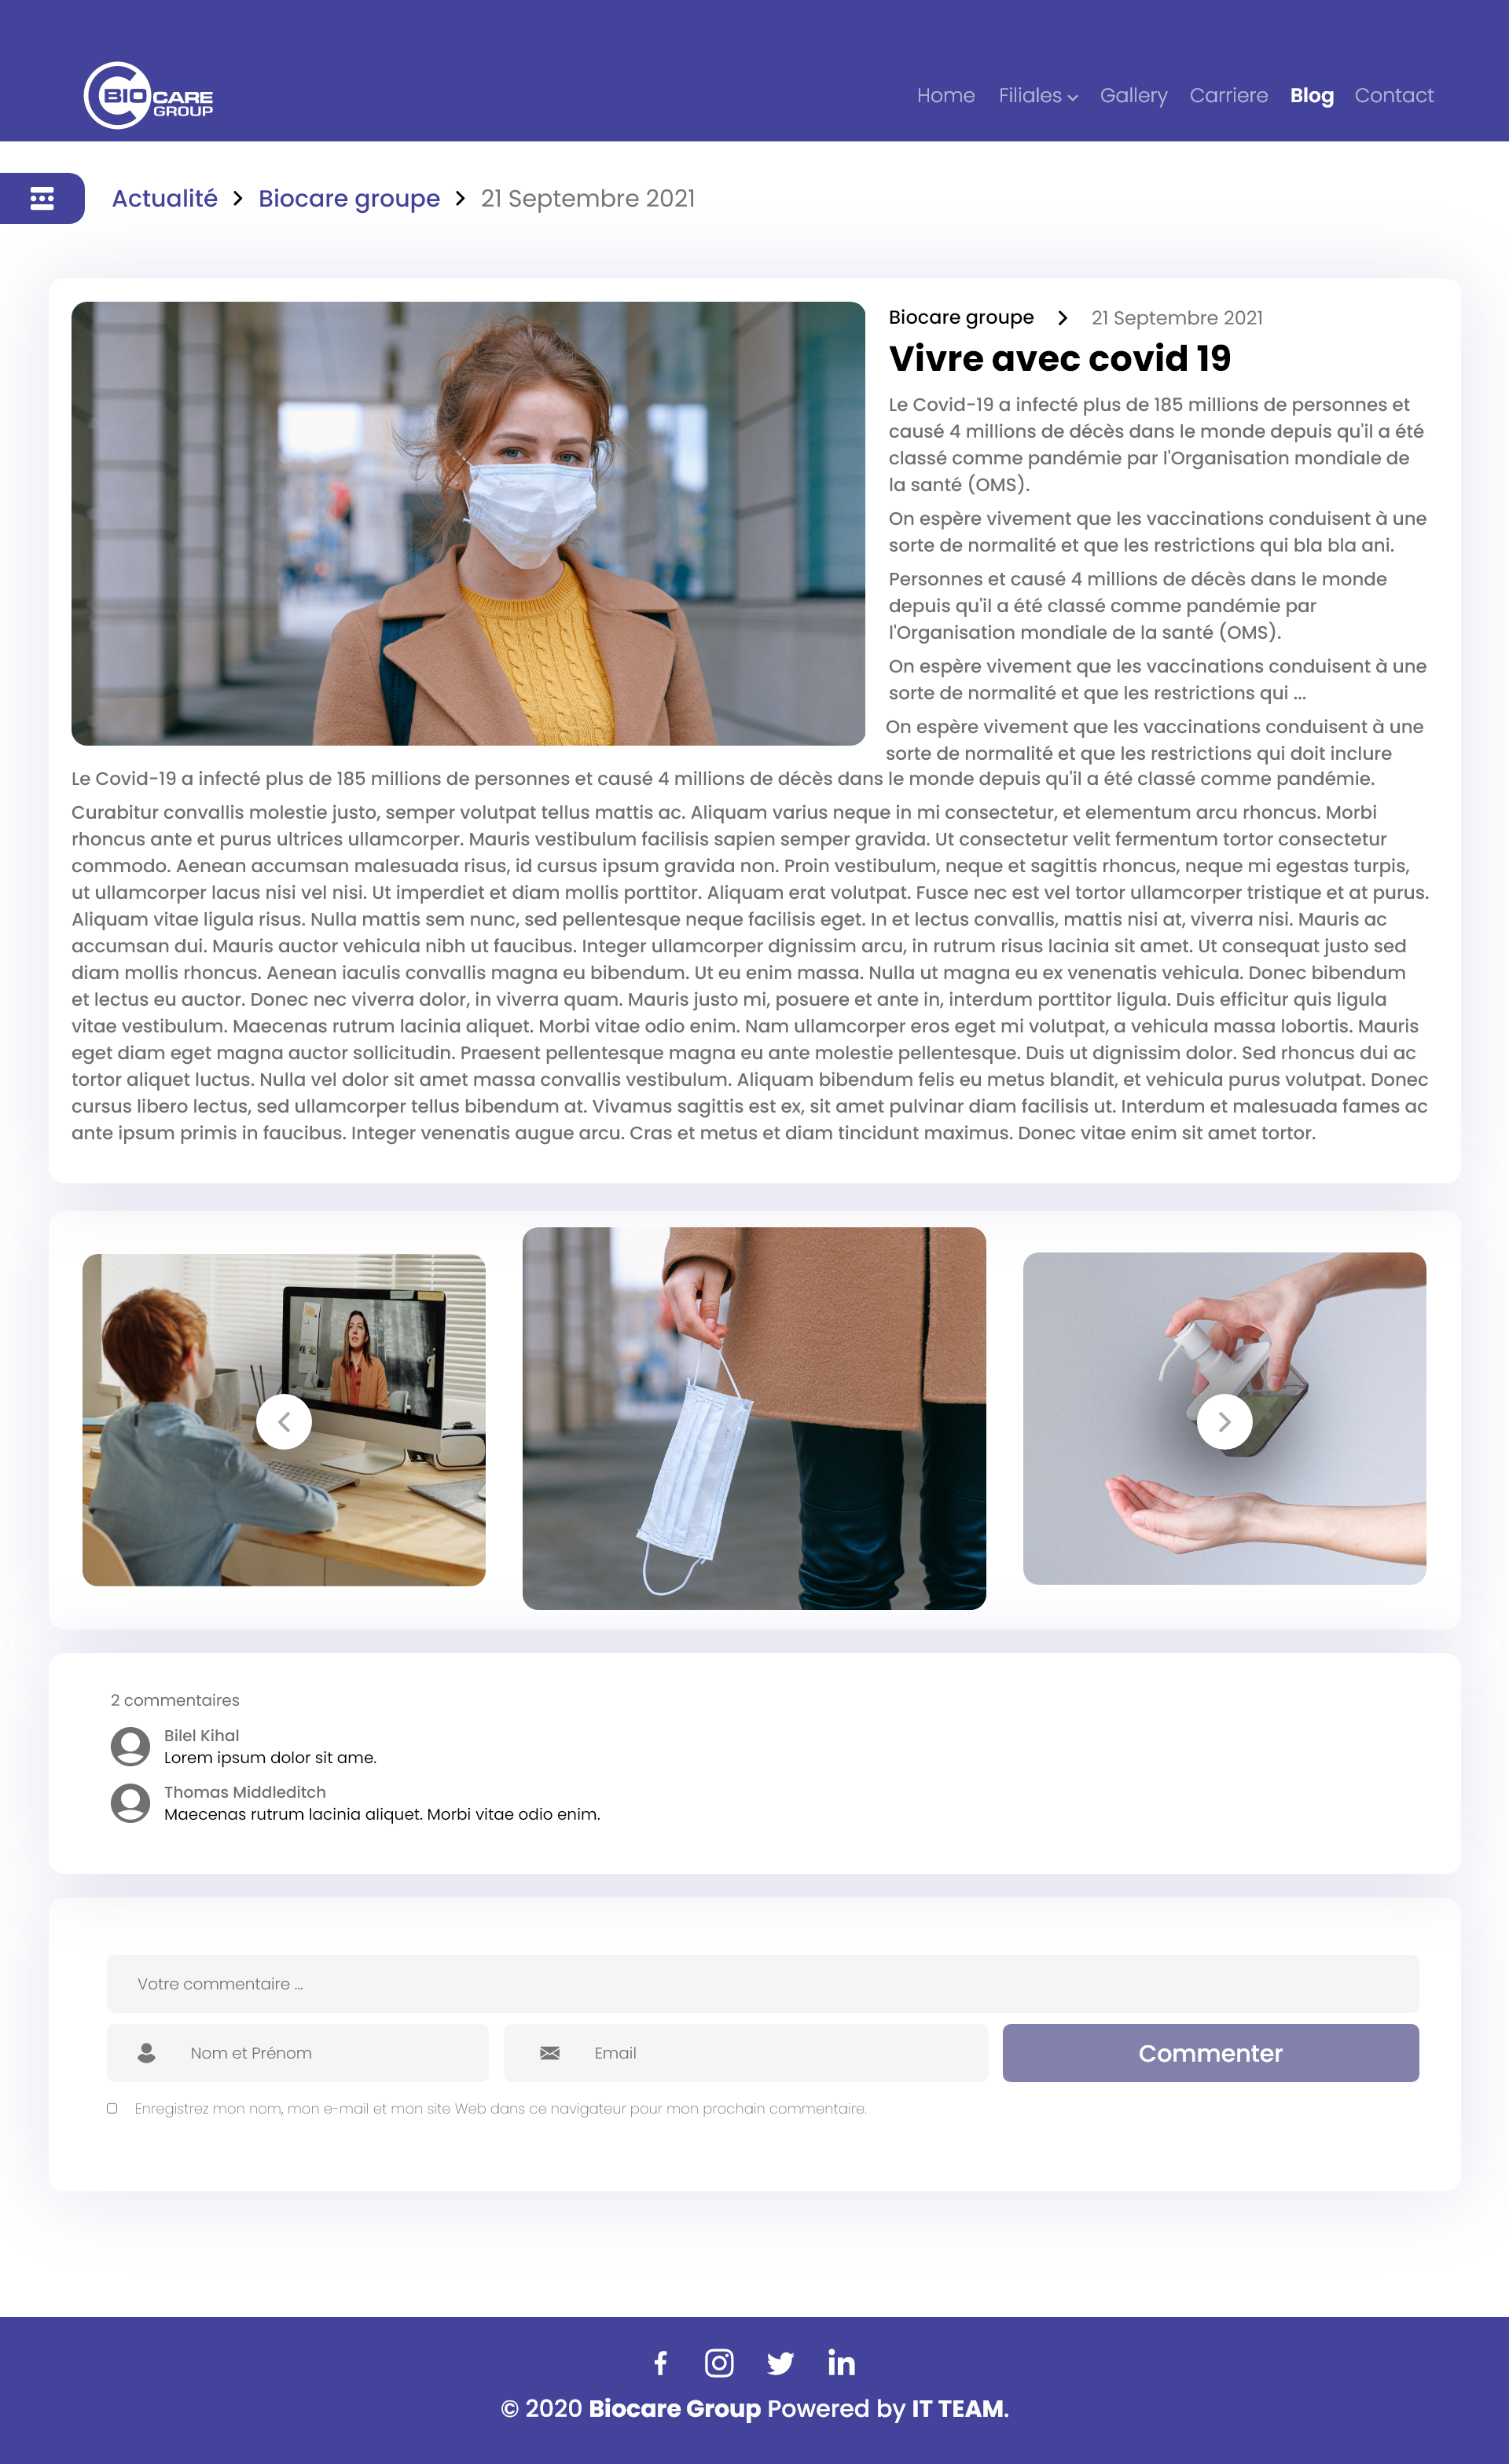 BIO CARE
GROUP
Home Filiales Gallery Carriere Blog Contact
Actualité > Biocare groupe > 21 Septembre 2021
Biocare groupe > 21 Septembre 2021
Vivre avec covid 19
Le Covid-19 a infecté plus de 185 millions de personnes et
causé 4 millions de décès dans le monde depuis qu'il a été
classé comme pandémie par l'Organisation mondiale de
la santé (OMS).
On espère vivement que les vaccinations conduisent à une
sorte de normalité et que les restrictions qui bla bla ani.
Personnes et causé 4 millions de décès dans le monde
depuis qu'il a été classé comme pandémie par
l'Organisation mondiale de la santé (OMS).
On espère vivement que les vaccinations conduisent à une
sorte de normalité et que les restrictions qui ...
On espère vivement que les vaccinations conduisent à une
sorte de normalité et que les restrictions qui doit inclure
Le Covid-19 a infecté plus de 185 millions de personnes et causé 4 millions de décès dans le monde depuis qu'il a été classé comme pandémie.
Curabitur convallis molestie justo, semper volutpat tellus mattis ac. Aliquam varius neque in mi consectetur, et elementum arcu rhoncus. Morbi
rhoncus ante et purus ultrices ullamcorper. Mauris vestibulum facilisis sapien semper gravida. Ut consectetur velit fermentum tortor consectetur
commodo. Aenean accumsan malesuada risus, id cursus ipsum gravida non. Proin vestibulum, neque et sagittis rhoncus, neque mi egestas turpis,
ut ullamcorper lacus nisi vel nisi. Ut imperdiet et diam mollis porttitor. Aliquam erat volutpat. Fusce nec est vel tortor ullamcorper tristique et at purus.
Aliquam vitae ligula risus. Nulla mattis sem nunc, sed pellentesque neque facilisis eget. In et lectus convallis, mattis nisi at, viverra nisi. Mauris ac
accumsan dui. Mauris auctor vehicula nibh ut faucibus. Integer ullamcorper dignissim arcu, in rutrum risus lacinia sit amet. Ut consequat justo sed
diam mollis rhoncus. Aenean iaculis convallis magna eu bibendum. Ut eu enim massa. Nulla ut magna eu ex venenatis vehicula. Donec bibendum
et lectus eu auctor. Donec nec viverra dolor, in viverra quam. Mauris justo mi, posuere et ante in, interdum porttitor ligula. Duis efficitur quis ligula
vitae vestibulum. Maecenas rutrum lacinia aliquet. Morbi vitae odio enim. Nam ullamcorper eros eget mi volutpat, a vehicula massa lobortis. Mauris
eget diam eget magna auctor sollicitudin. Praesent pellentesque magna eu ante molestie pellentesque. Duis ut dignissim dolor. Sed rhoncus dui ac
tortor aliquet luctus. Nulla vel dolor sit amet massa convallis vestibulum. Aliquam bibendum felis eu metus blandit, et vehicula purus volutpat. Donec
cursus libero lectus, sed ullamcorper tellus bibendum at. Vivamus sagittis est ex, sit amet pulvinar diam facilisis ut. Interdum et malesuada fames ac
ante ipsum primis in faucibus. Integer venenatis augue arcu. Cras et metus et diam tincidunt maximus. Donec vitae enim sit amet tortor.
2 commentaires
Bilel Kihal
Lorem ipsum dolor sit ame.
Thomas Middleditch
Maecenas rutrum lacinia aliquet. Morbi vitae odio enim.
Votre commentaire ...
Nom et Prénom Email Commenter
Enregistrez mon nom, mon e-mail et mon site Web dans ce navigateur pour mon prochain commentaire.
© 2020 Biocare Group Powered by IT TEAM.